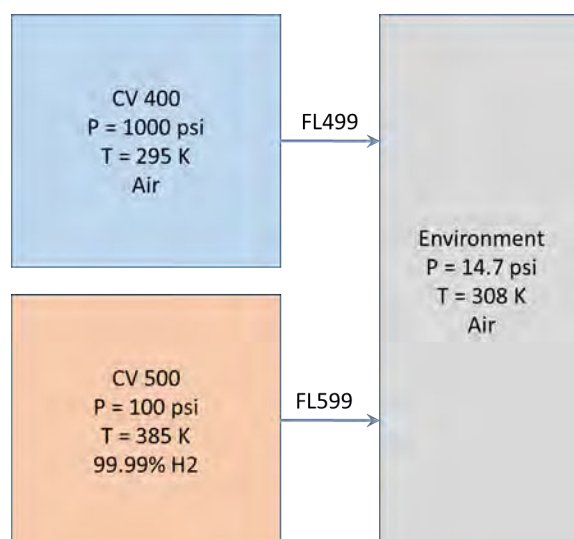 CV 400
P = 1000 psi
T = 295 K
Air
FL499
Environment
P = 14.7 psi
T = 308 K
Air
CV 500
P = 100 psi
T = 385 K
99.99% H2
FL599